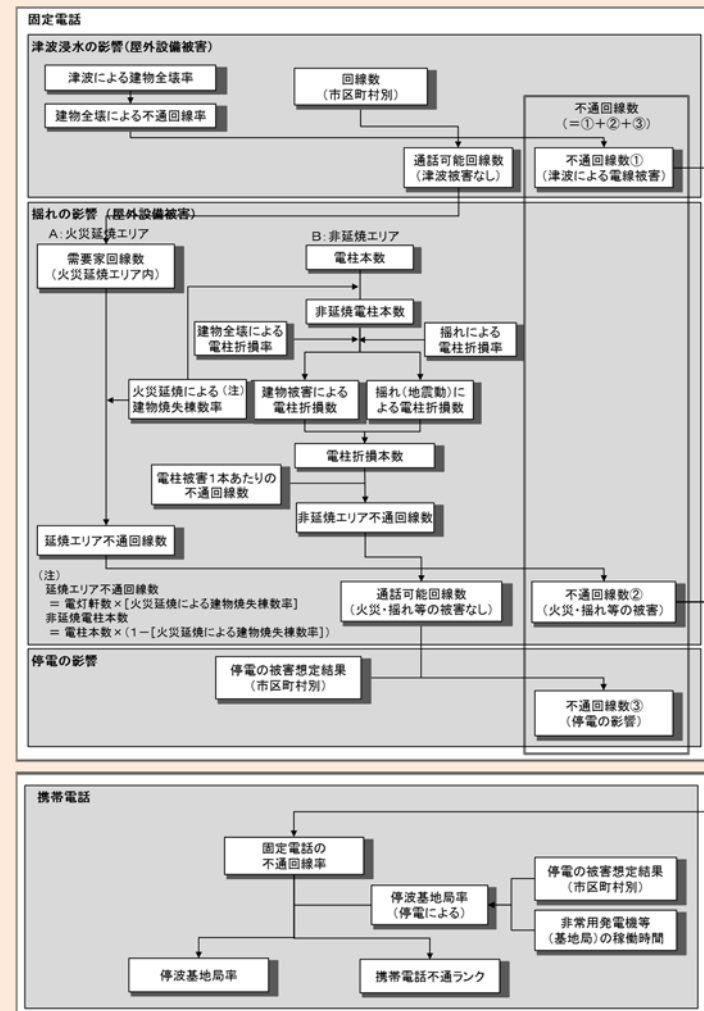 固定電話
津波浸水の影響(屋外設備被害)
津波による建物全壊率
建物全壊による不通回線率
回線数
(市区町村別)
不通回線数
(=①+②+③)
通話可能回線数
(津波被害なし)
不通回線数①
(津波による電線被害)
揺れの影響 (屋外設備被害)
A:火災延焼エリア
B:非延焼エリア
需要家回線数
(火災延焼エリア内)
電柱本数
非延焼電柱本数
建物全壊による
電柱折損率
揺れによる
電柱折損率
火災延焼による(注)
建物焼失棟数率
建物被害による
電柱折損数
揺れ(地震動)に
よる電柱折損数
電柱折損本数
電柱被害1本あたりの
不通回線数
非延焼エリア不通回線数
延焼エリア不通回線数
(注)
延焼エリア不通回線数
= 電灯軒数×[火災延焼による建物焼失棟数率]
非延焼電柱本数
= 電柱本数×(1-[火災延焼による建物焼失棟数率])
通話可能回線数
(火災・揺れ等の被害なし)
不通回線数②
(火災・揺れ等の被害)
停電の影響
停電の被害想定結果
(市区町村別)
不通回線数③
(停電の影響)
携帯電話
固定電話の
不通回線率
停波基地局率
(停電による)
停電の被害想定結果
(市区町村別)
非常用発電機等
(基地局)の稼働時間
停波基地局率
携帯電話不通ランク